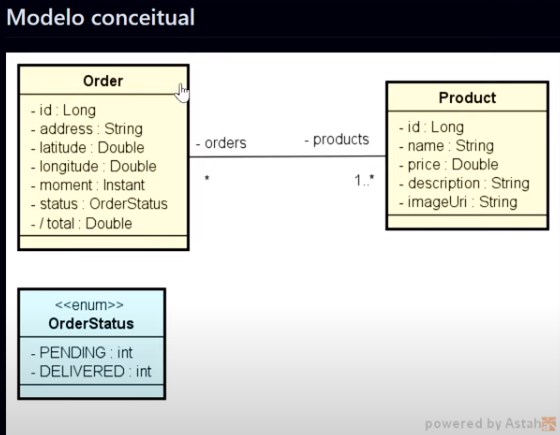 Modelo conceitual
Order
- id : Long
- address : String
- latitude : Double
- longitude : Double
- moment : Instant
- status : OrderStatus
- / total : Double
- orders
*
- products
1..*
Product
- id : Long
- name : String
- price : Double
- description : String
- imageUri : String
<<enum>>
OrderStatus
- PENDING : int
- DELIVERED : int
powered by Astah